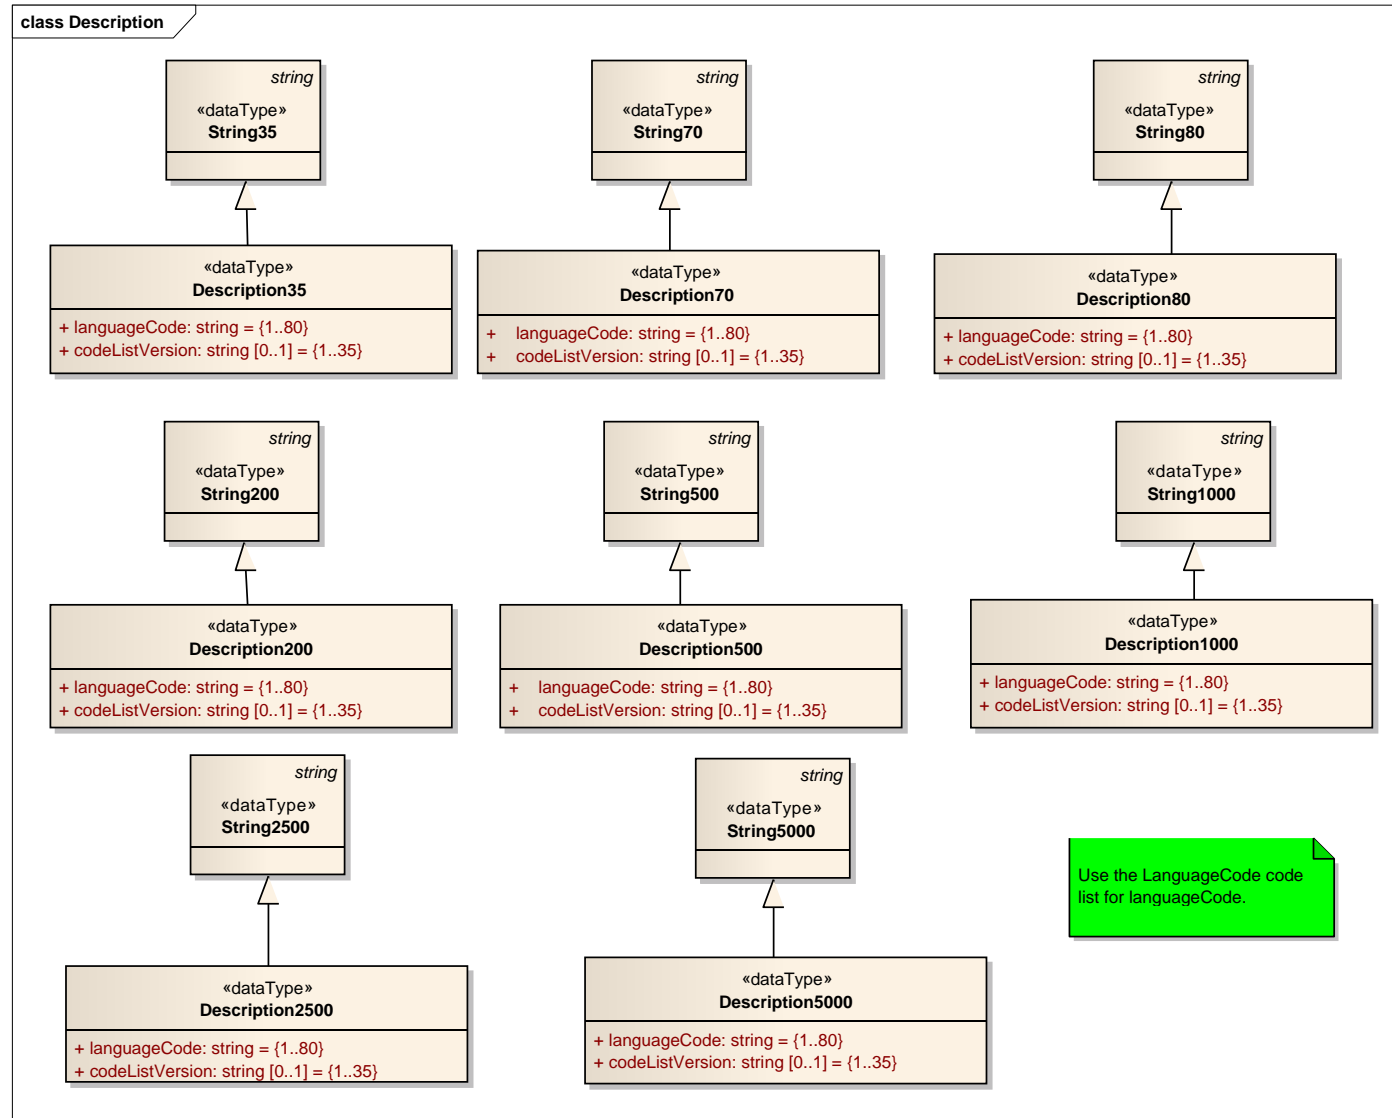 class Description
string
«dataType»
String35
string
«dataType»
String70
string
«dataType»
String80
«dataType»
Description35
+ languageCode: string = {1..80}
+ codeListVersion: string [0..1] = {1..35}
«dataType»
Description70
+ languageCode: string = {1..80}
+ codeListVersion: string [0..1] = {1..35}
«dataType»
Description80
+ languageCode: string = {1..80}
+ codeListVersion: string [0..1] = {1..35}
string
«dataType»
String200
string
«dataType»
String500
string
«dataType»
String1000
«dataType»
Description200
+ languageCode: string = {1..80}
+ codeListVersion: string [0..1] = {1..35}
«dataType»
Description500
+ languageCode: string = {1..80}
+ codeListVersion: string [0..1] = {1..35}
«dataType»
Description1000
+ languageCode: string = {1..80}
+ codeListVersion: string [0..1] = {1..35}
string
«dataType»
String2500
string
«dataType»
String5000
Use the LanguageCode code
list for languageCode.
«dataType»
Description2500
+ languageCode: string = {1..80}
+ codeListVersion: string [0..1] = {1..35}
«dataType»
Description5000
+ languageCode: string = {1..80}
+ codeListVersion: string [0..1] = {1..35}